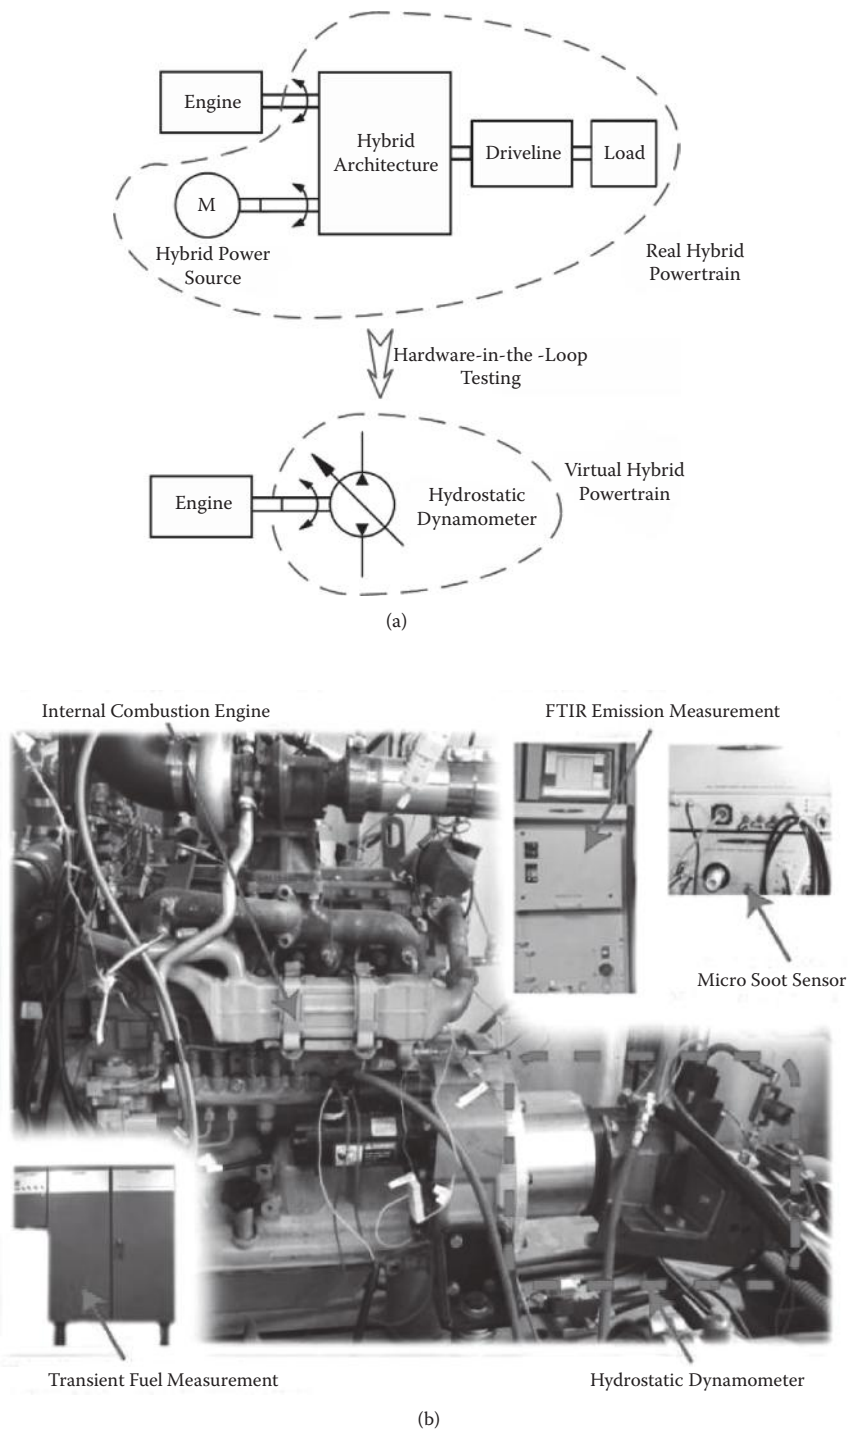 Engine
Hybrid
Architecture
Driveline
Load
M
Hybrid Power
Source
Real Hybrid
Powertrain
Hardware-in-the -Loop
Testing
Engine
Hydrostatic
Dynamometer
Virtual Hybrid
Powertrain
(a)
Internal Combustion Engine
FTIR Emission Measurement
Micro Soot Sensor
Transient Fuel Measurement
Hydrostatic Dynamometer
(b)